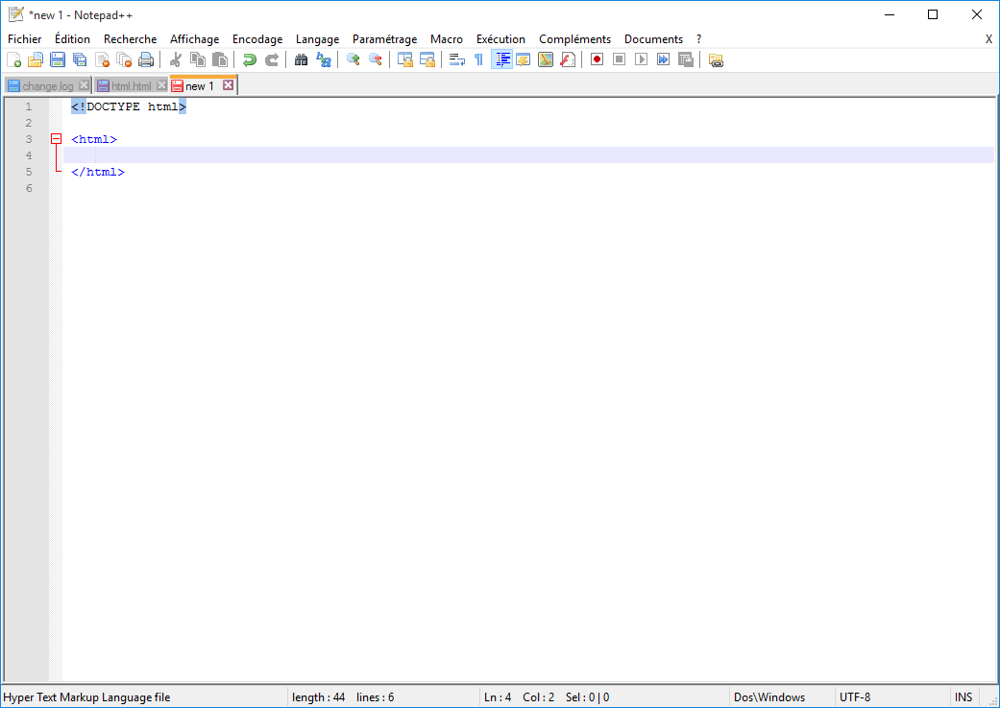 *new 1 - Notepad++
Fichier Édition Recherche Affichage Encodage Langage Paramétrage Macro Exécution Compléments Documents ? X
change.log html.html new 1
1 <!DOCTYPE html>
2
3 <html>
4
5 </html>
6
Hyper Text Markup Language file length : 44 lines : 6 Ln : 4 Col : 2 Sel : 0 | 0 Dos\Windows UTF-8 INS